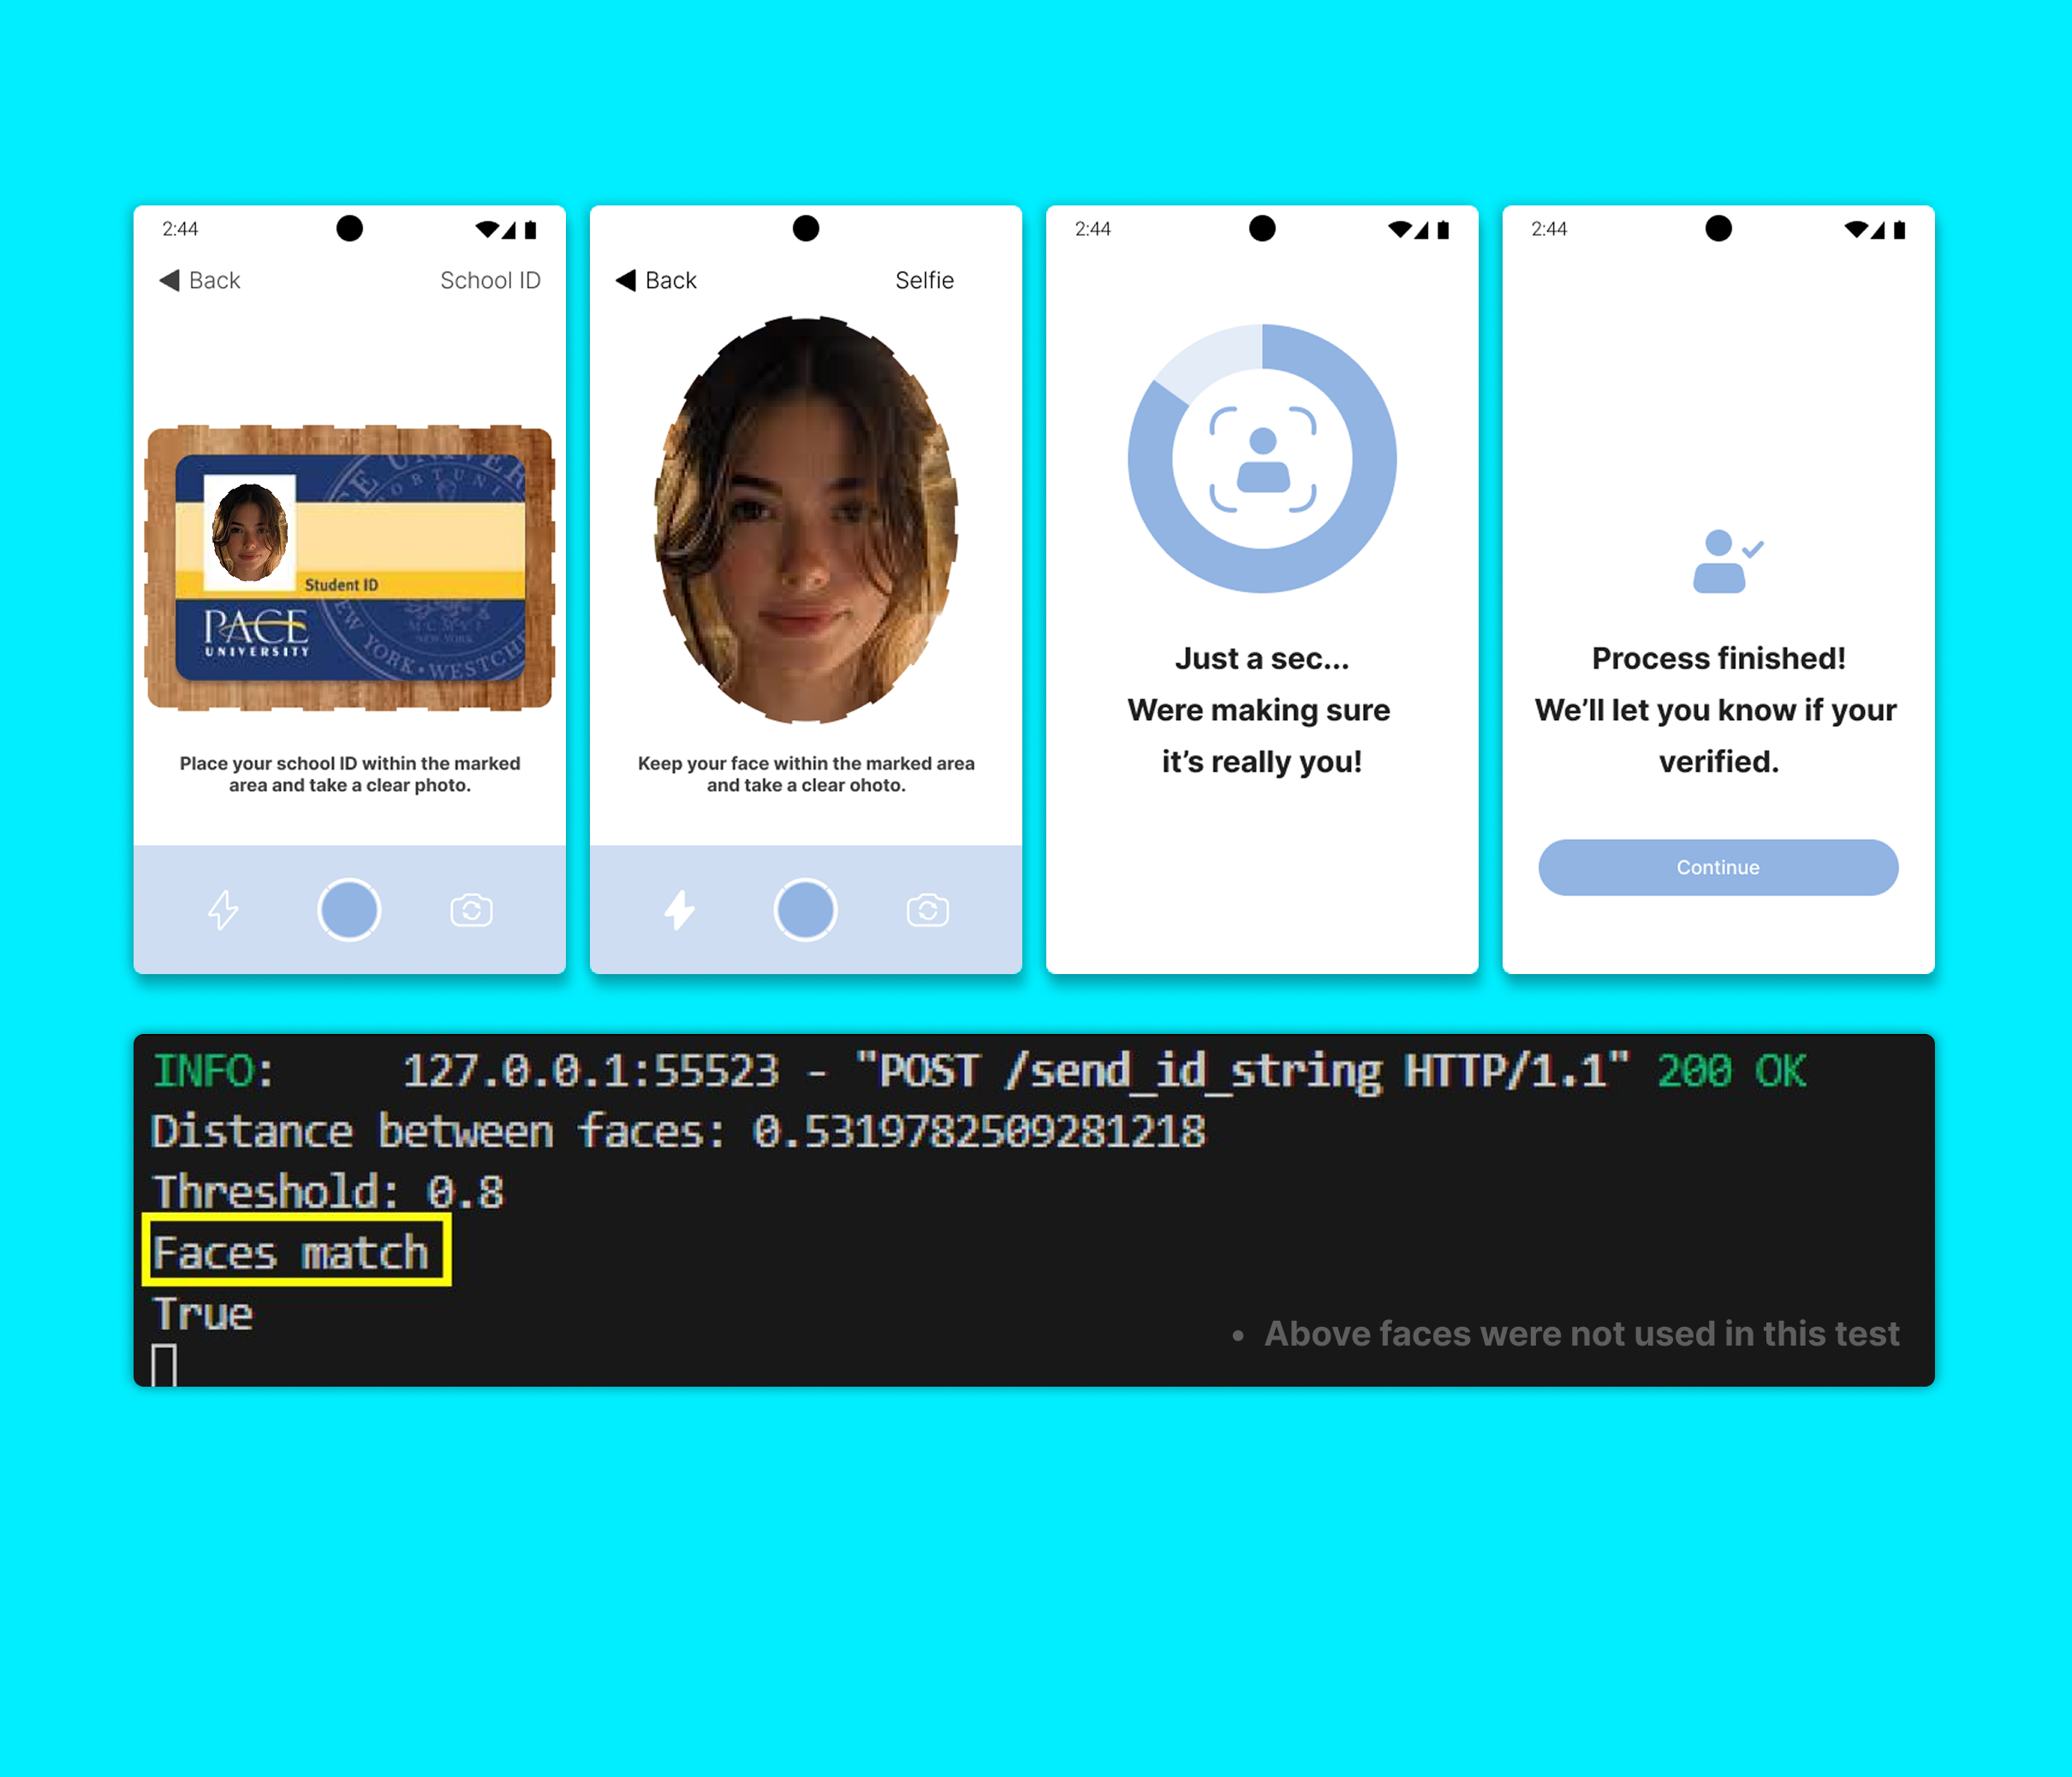 2:44
Back
School ID
Student ID
PACE
UNIVERSITY
NEW YORK • WESTCH
Place your school ID within the marked
area and take a clear photo.
Back
Selfie
Keep your face within the marked area
and take a clear ohoto.
2:44
Just a sec...
Were making sure
it’s really you!
2:44
Process finished!
We’ll let you know if your
verified.
Continue
INFO:     127.0.0.1:55523 - "POST /send_id_string HTTP/1.1" 200 OK
Distance between faces: 0.5319782509281218
Threshold: 0.8
Faces match
True
• Above faces were not used in this test